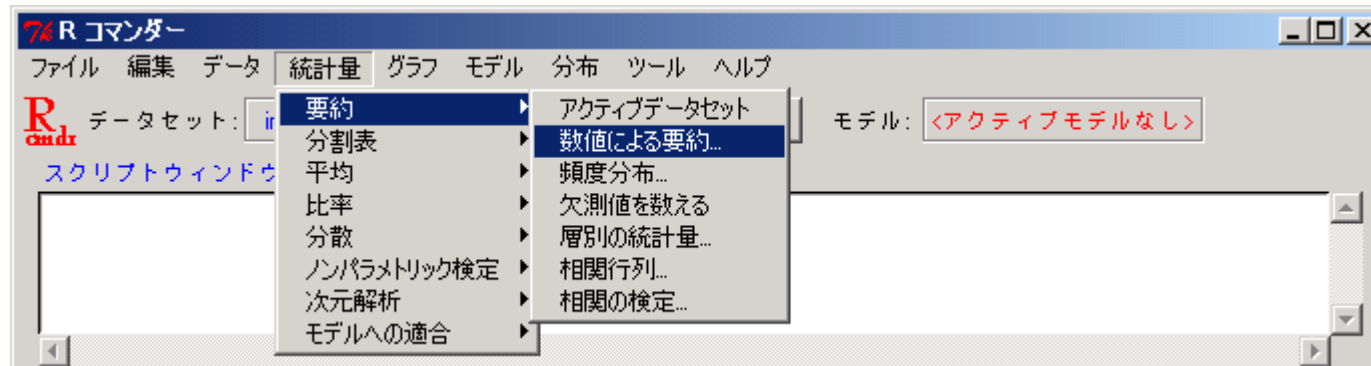 R コマンダー
ファイル 編集 データ 統計量 グラフ モデル 分布 ツール ヘルプ
Rcmdr データセット: モデル: <アクティブモデルなし>
スクリプトウィンドウ
要約
分割表
平均
比率
分散
ノンパラメトリック検定
次元解析
モデルへの適合
アクティブデータセット
数値による要約...
頻度分布...
欠測値を数える
層別の統計量...
相関行列...
相関の検定...